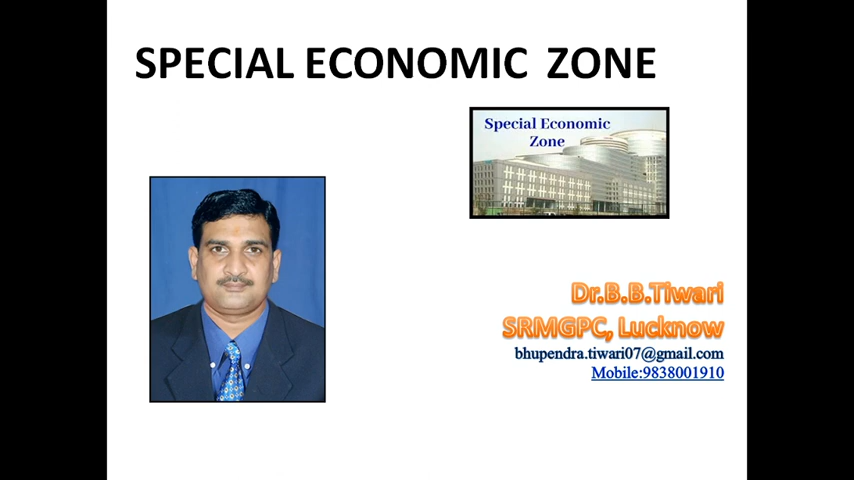 SPECIAL ECONOMIC ZONE
Special Economic
Zone
Dr.B.B.Tiwari
SRMGPC, Lucknow
bhupendra.tiwari07@gmail.com
Mobile:9838001910